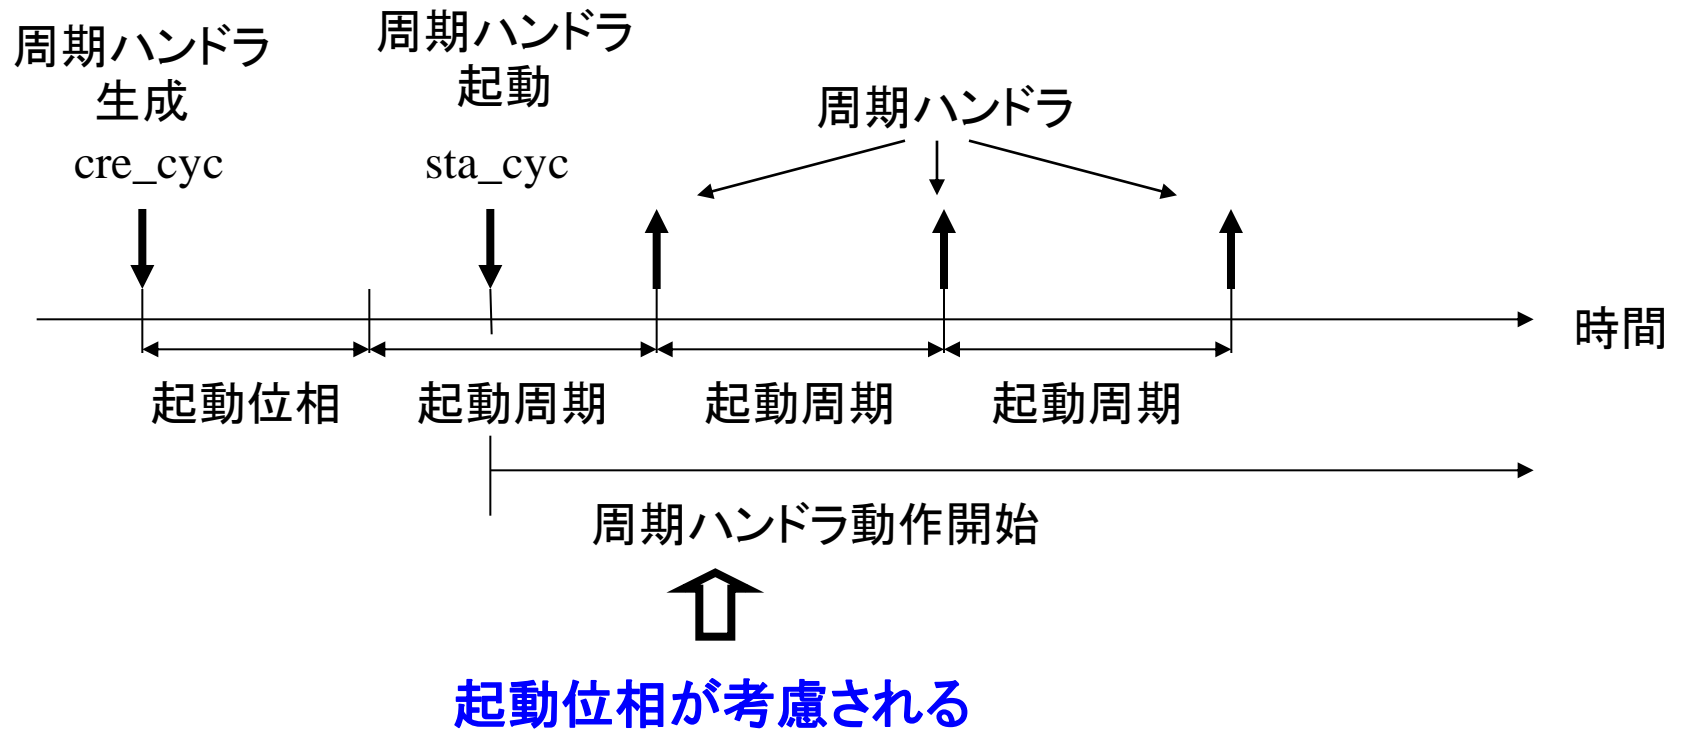 周期ハンドラ
生成
cre_cyc
周期ハンドラ
起動
sta_cyc
周期ハンドラ
時間
起動位相
起動周期
起動周期
起動周期
周期ハンドラ動作開始
起動位相が考慮される